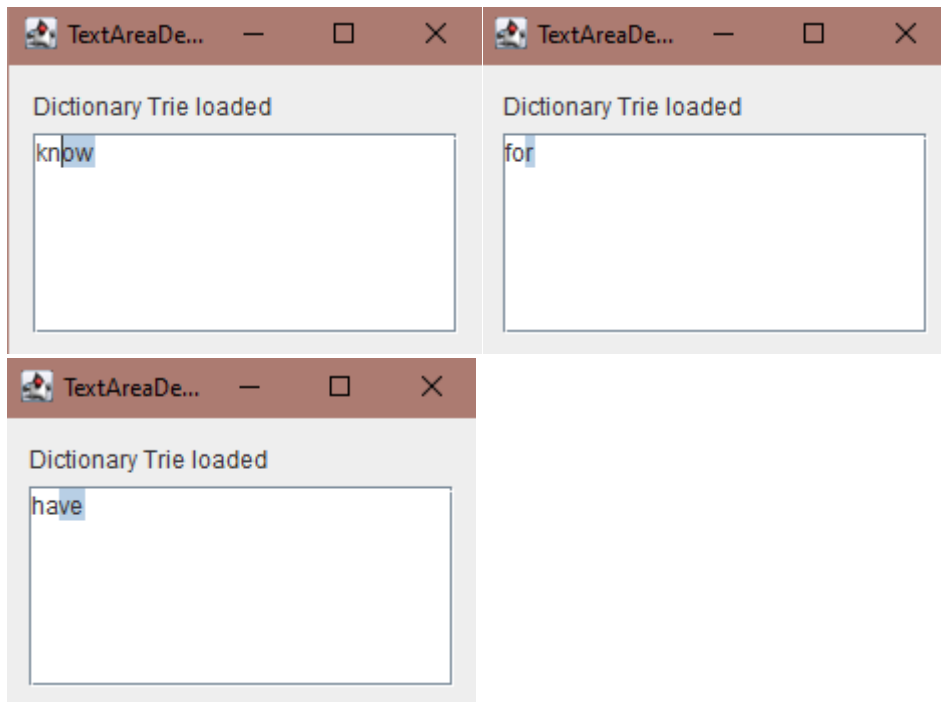 TextAreaDe...
Dictionary Trie loaded
know
TextAreaDe...
Dictionary Trie loaded
for
TextAreaDe...
Dictionary Trie loaded
have